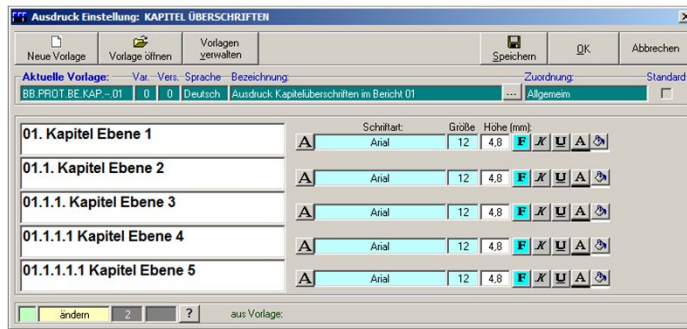 Ausdruck Einstellung: KAPITEL ÜBERSCHRIFTEN
Neue Vorlage
Vorlage öffnen
Vorlagen
verwalten
Speichern
OK
Abbrechen
Aktuelle Vorlage: Var. Vers. Sprache Bezeichnung: Zuordnung: Standard
BB.PROT.BE.KAP.-.01 0 0 Deutsch Ausdruck Kapitelüberschriften im Bericht 01 ... Allgemeim
Schriftart: Größe Höhe (mm):
01. Kapitel Ebene 1 A Arial 12 4,8 F K U A
01.1. Kapitel Ebene 2 A Arial 12 4,8 F K U A
01.1.1. Kapitel Ebene 3 A Arial 12 4,8 F K U A
01.1.1.1 Kapitel Ebene 4 A Arial 12 4,8 F K U A
01.1.1.1.1 Kapitel Ebene 5 A Arial 12 4,8 F K U A
ändern 2 ? aus Vorlage: